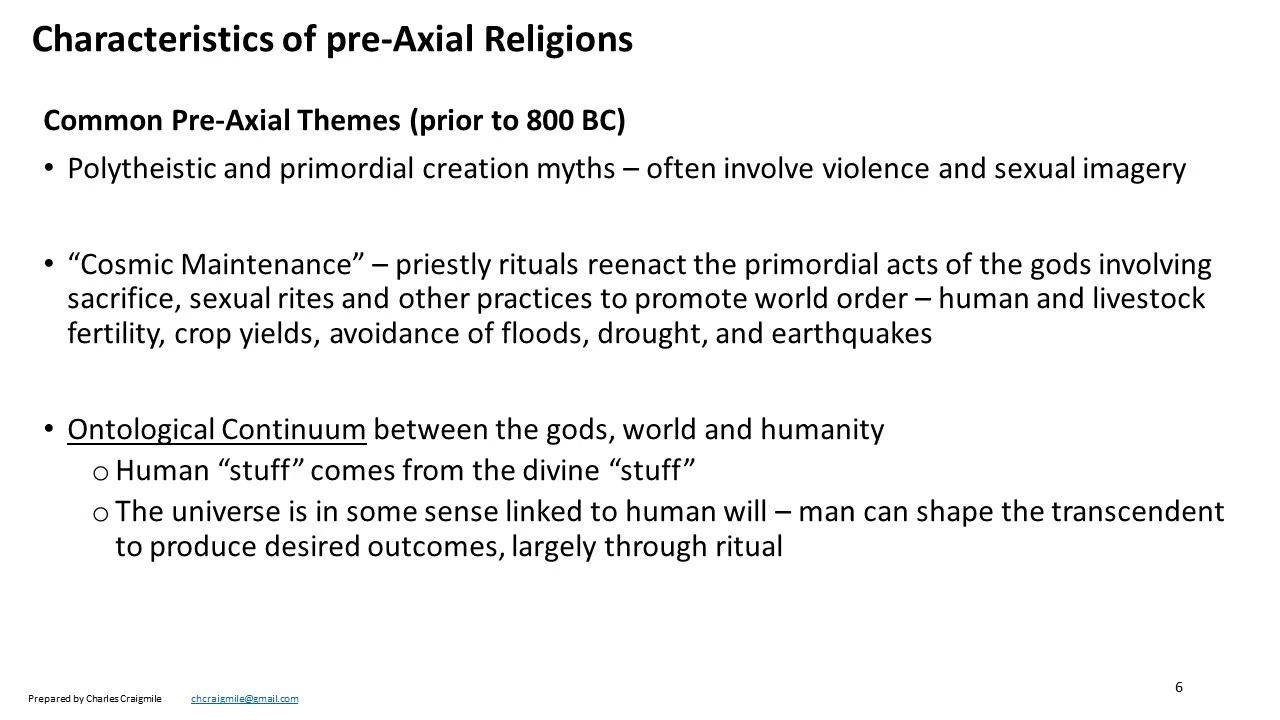 Characteristics of pre-Axial Religions
Common Pre-Axial Themes (prior to 800 BC)
• Polytheistic and primordial creation myths – often involve violence and sexual imagery
• “Cosmic Maintenance” – priestly rituals reenact the primordial acts of the gods involving
sacrifice, sexual rites and other practices to promote world order – human and livestock
fertility, crop yields, avoidance of floods, drought, and earthquakes
• Ontological Continuum between the gods, world and humanity
o Human “stuff” comes from the divine “stuff”
o The universe is in some sense linked to human will – man can shape the transcendent
to produce desired outcomes, largely through ritual
Prepared by Charles Craigmile chcraigmile@gmail.com
6